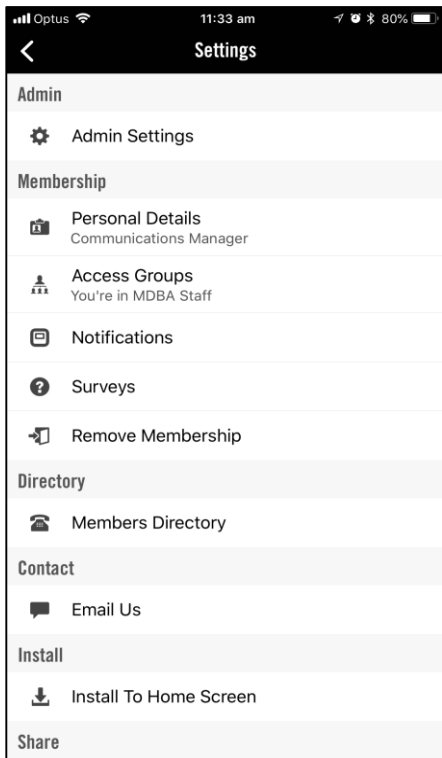 Optus 11:33 am 80%
Settings
Admin
Admin Settings
Membership
Personal Details
Communications Manager
Access Groups
You're in MDBA Staff
Notifications
Surveys
Remove Membership
Directory
Members Directory
Contact
Email Us
Install
Install To Home Screen
Share